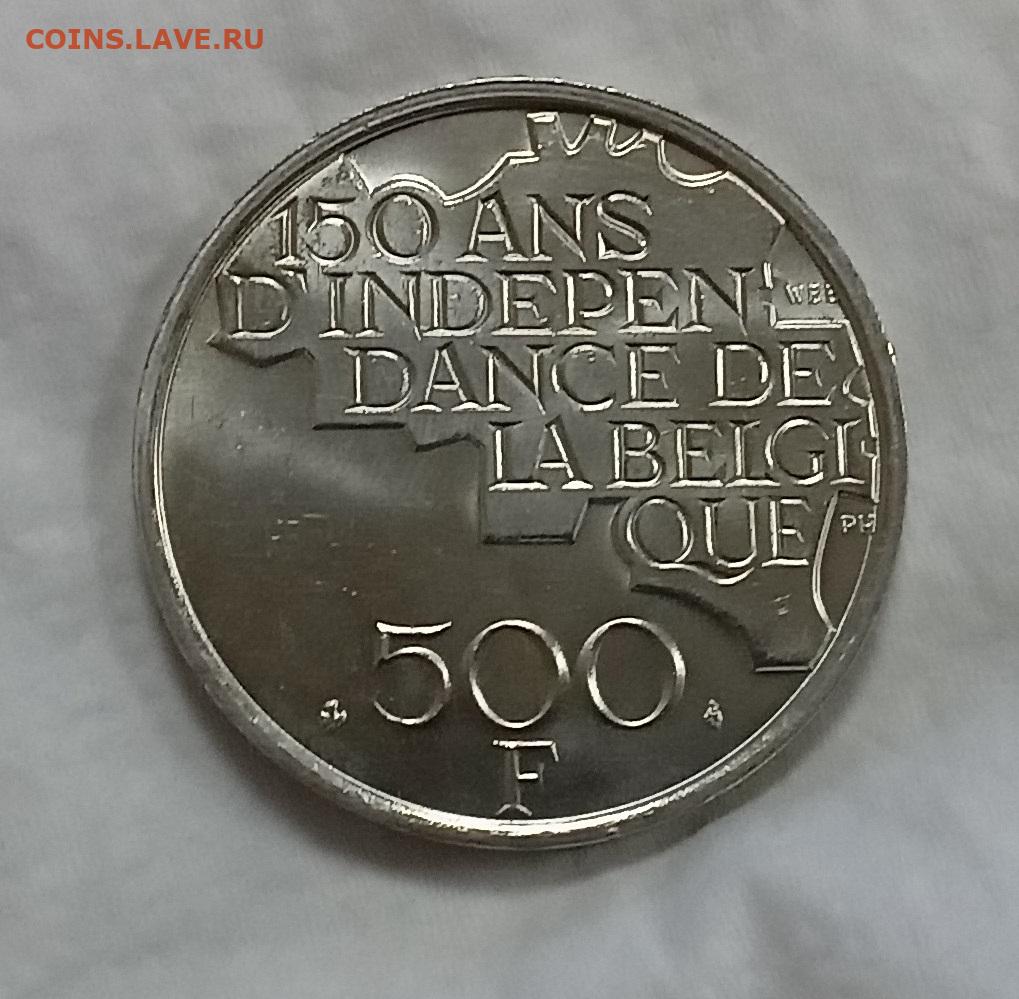 COINS.LAVE.RU
150 ANS
D'INDEPEN
DANCE DE
LA BELGI-
QUE
500
F